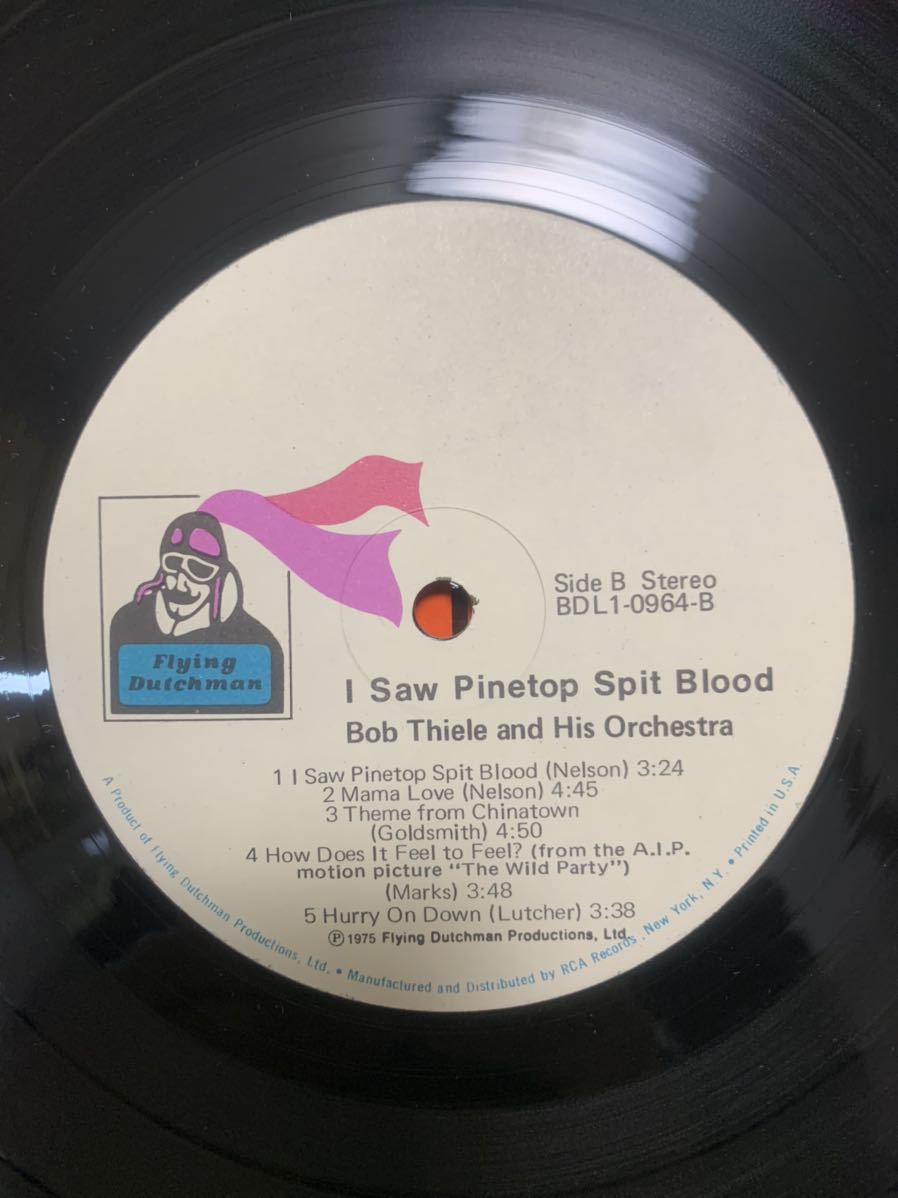 Side B Stereo
BDL1-0964-B
Flying
Dutchman
I Saw Pinetop Spit Blood
Bob Thiele and His Orchestra
1 I Saw Pinetop Spit Blood (Nelson) 3:24
2 Mama Love (Nelson) 4:45
3 Theme from Chinatown
(Goldsmith) 4:50
4 How Does It Feel to Feel? (from the A.I.P.
motion picture "The Wild Party")
(Marks) 3:48
5 Hurry On Down (Lutcher) 3:38
℗ 1975 Flying Dutchman Productions, Ltd.
A Product of Flying Dutchman Productions, Ltd. • Manufactured and Distributed by RCA Records, New York, N.Y. • Printed in U.S.A.